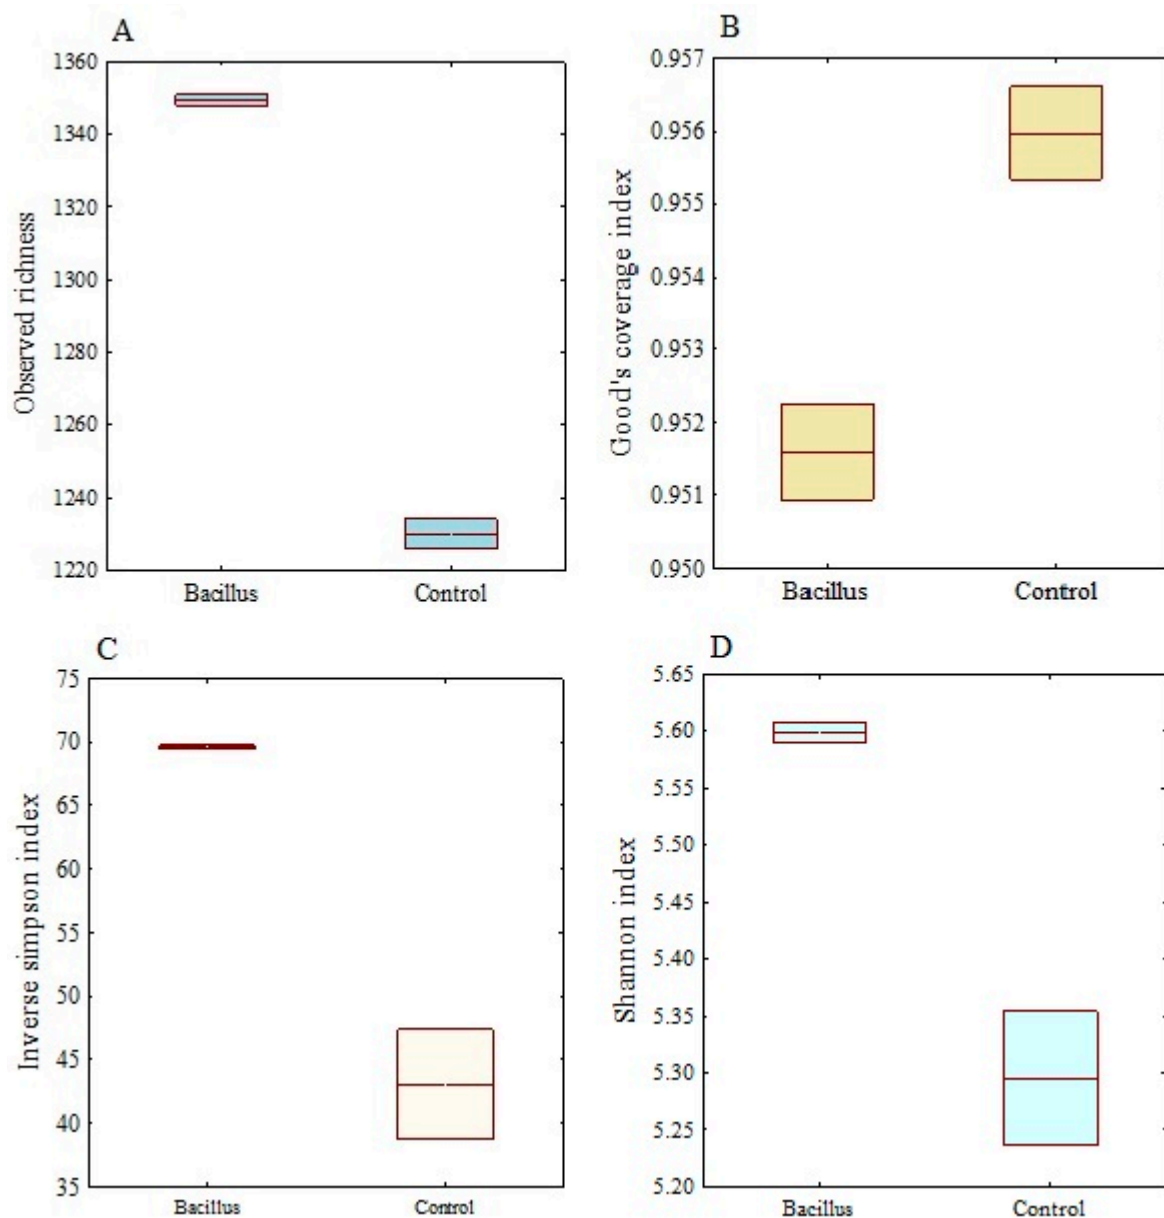 A
Observed richness
1360
1340
1320
1300
1280
1260
1240
1220
Bacillus
Control
B
Good's coverage index
0.957
0.956
0.955
0.954
0.953
0.952
0.951
0.950
Bacillus
Control
C
Inverse simpson index
75
70
65
60
55
50
45
40
35
Bacillus
Control
D
Shannon index
5.65
5.60
5.55
5.50
5.45
5.40
5.35
5.30
5.25
5.20
Bacillus
Control